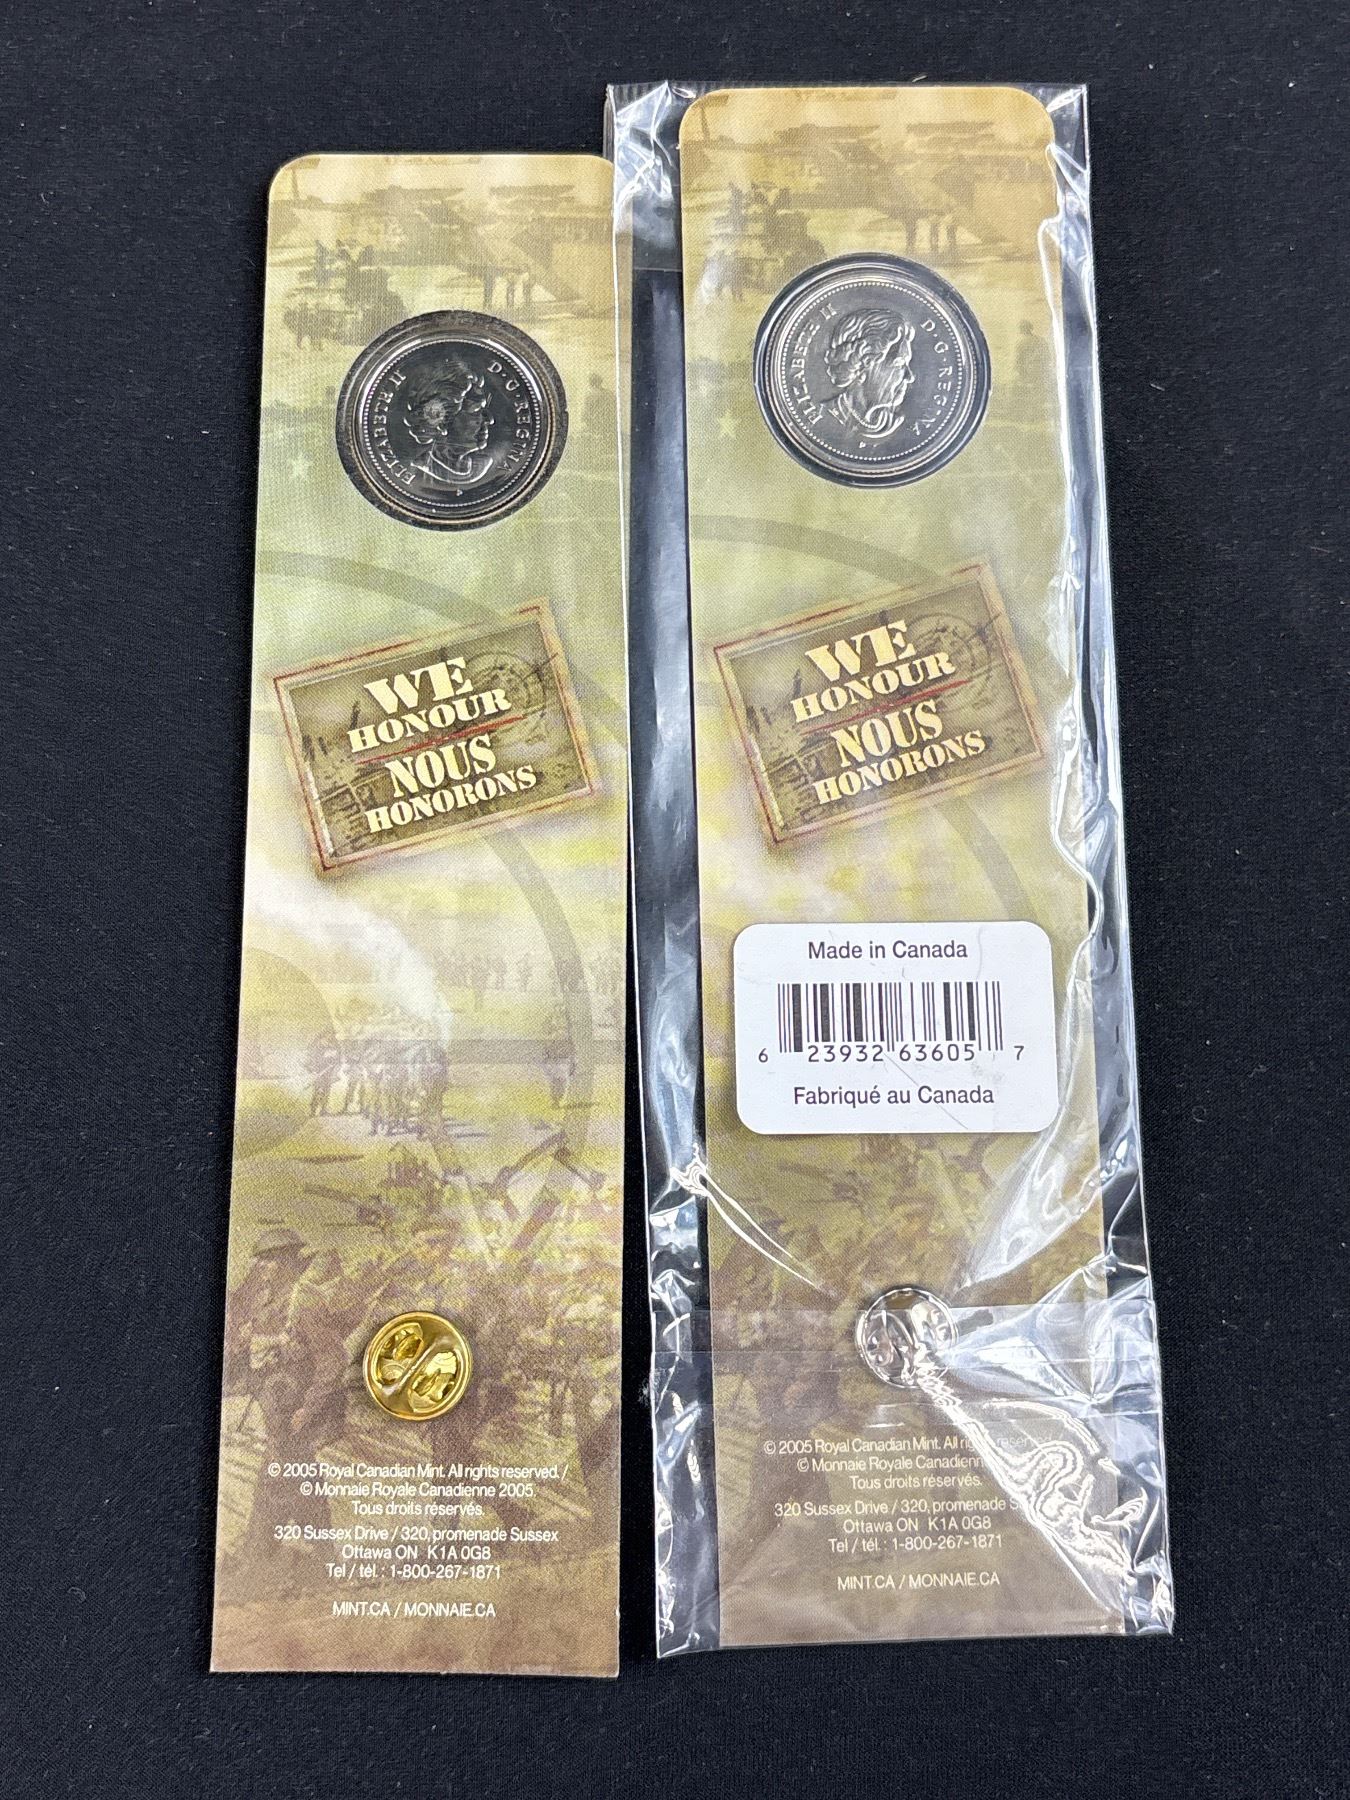 ELIZABETH II D·G·REGINA
P
WE
HONOUR
NOUS
HONORONS
© 2005 Royal Canadian Mint. All rights reserved. /
© Monnaie Royale Canadienne 2005.
Tous droits réservés.
320 Sussex Drive / 320, promenade Sussex
Ottawa ON K1A 0G8
Tel / tél. : 1-800-267-1871
MINT.CA / MONNAIE.CA
ELIZABETH II D·G·REGINA
P
WE
HONOUR
NOUS
HONORONS
Made in Canada
6 23932 63605 7
Fabriqué au Canada
© 2005 Royal Canadian Mint. All rights reserved.
© Monnaie Royale Canadienne
Tous droits réservés.
320 Sussex Drive / 320, promenade
Ottawa ON K1A 0G8
Tel / tél. : 1-800-267-1871
MINT.CA / MONNAIE.CA